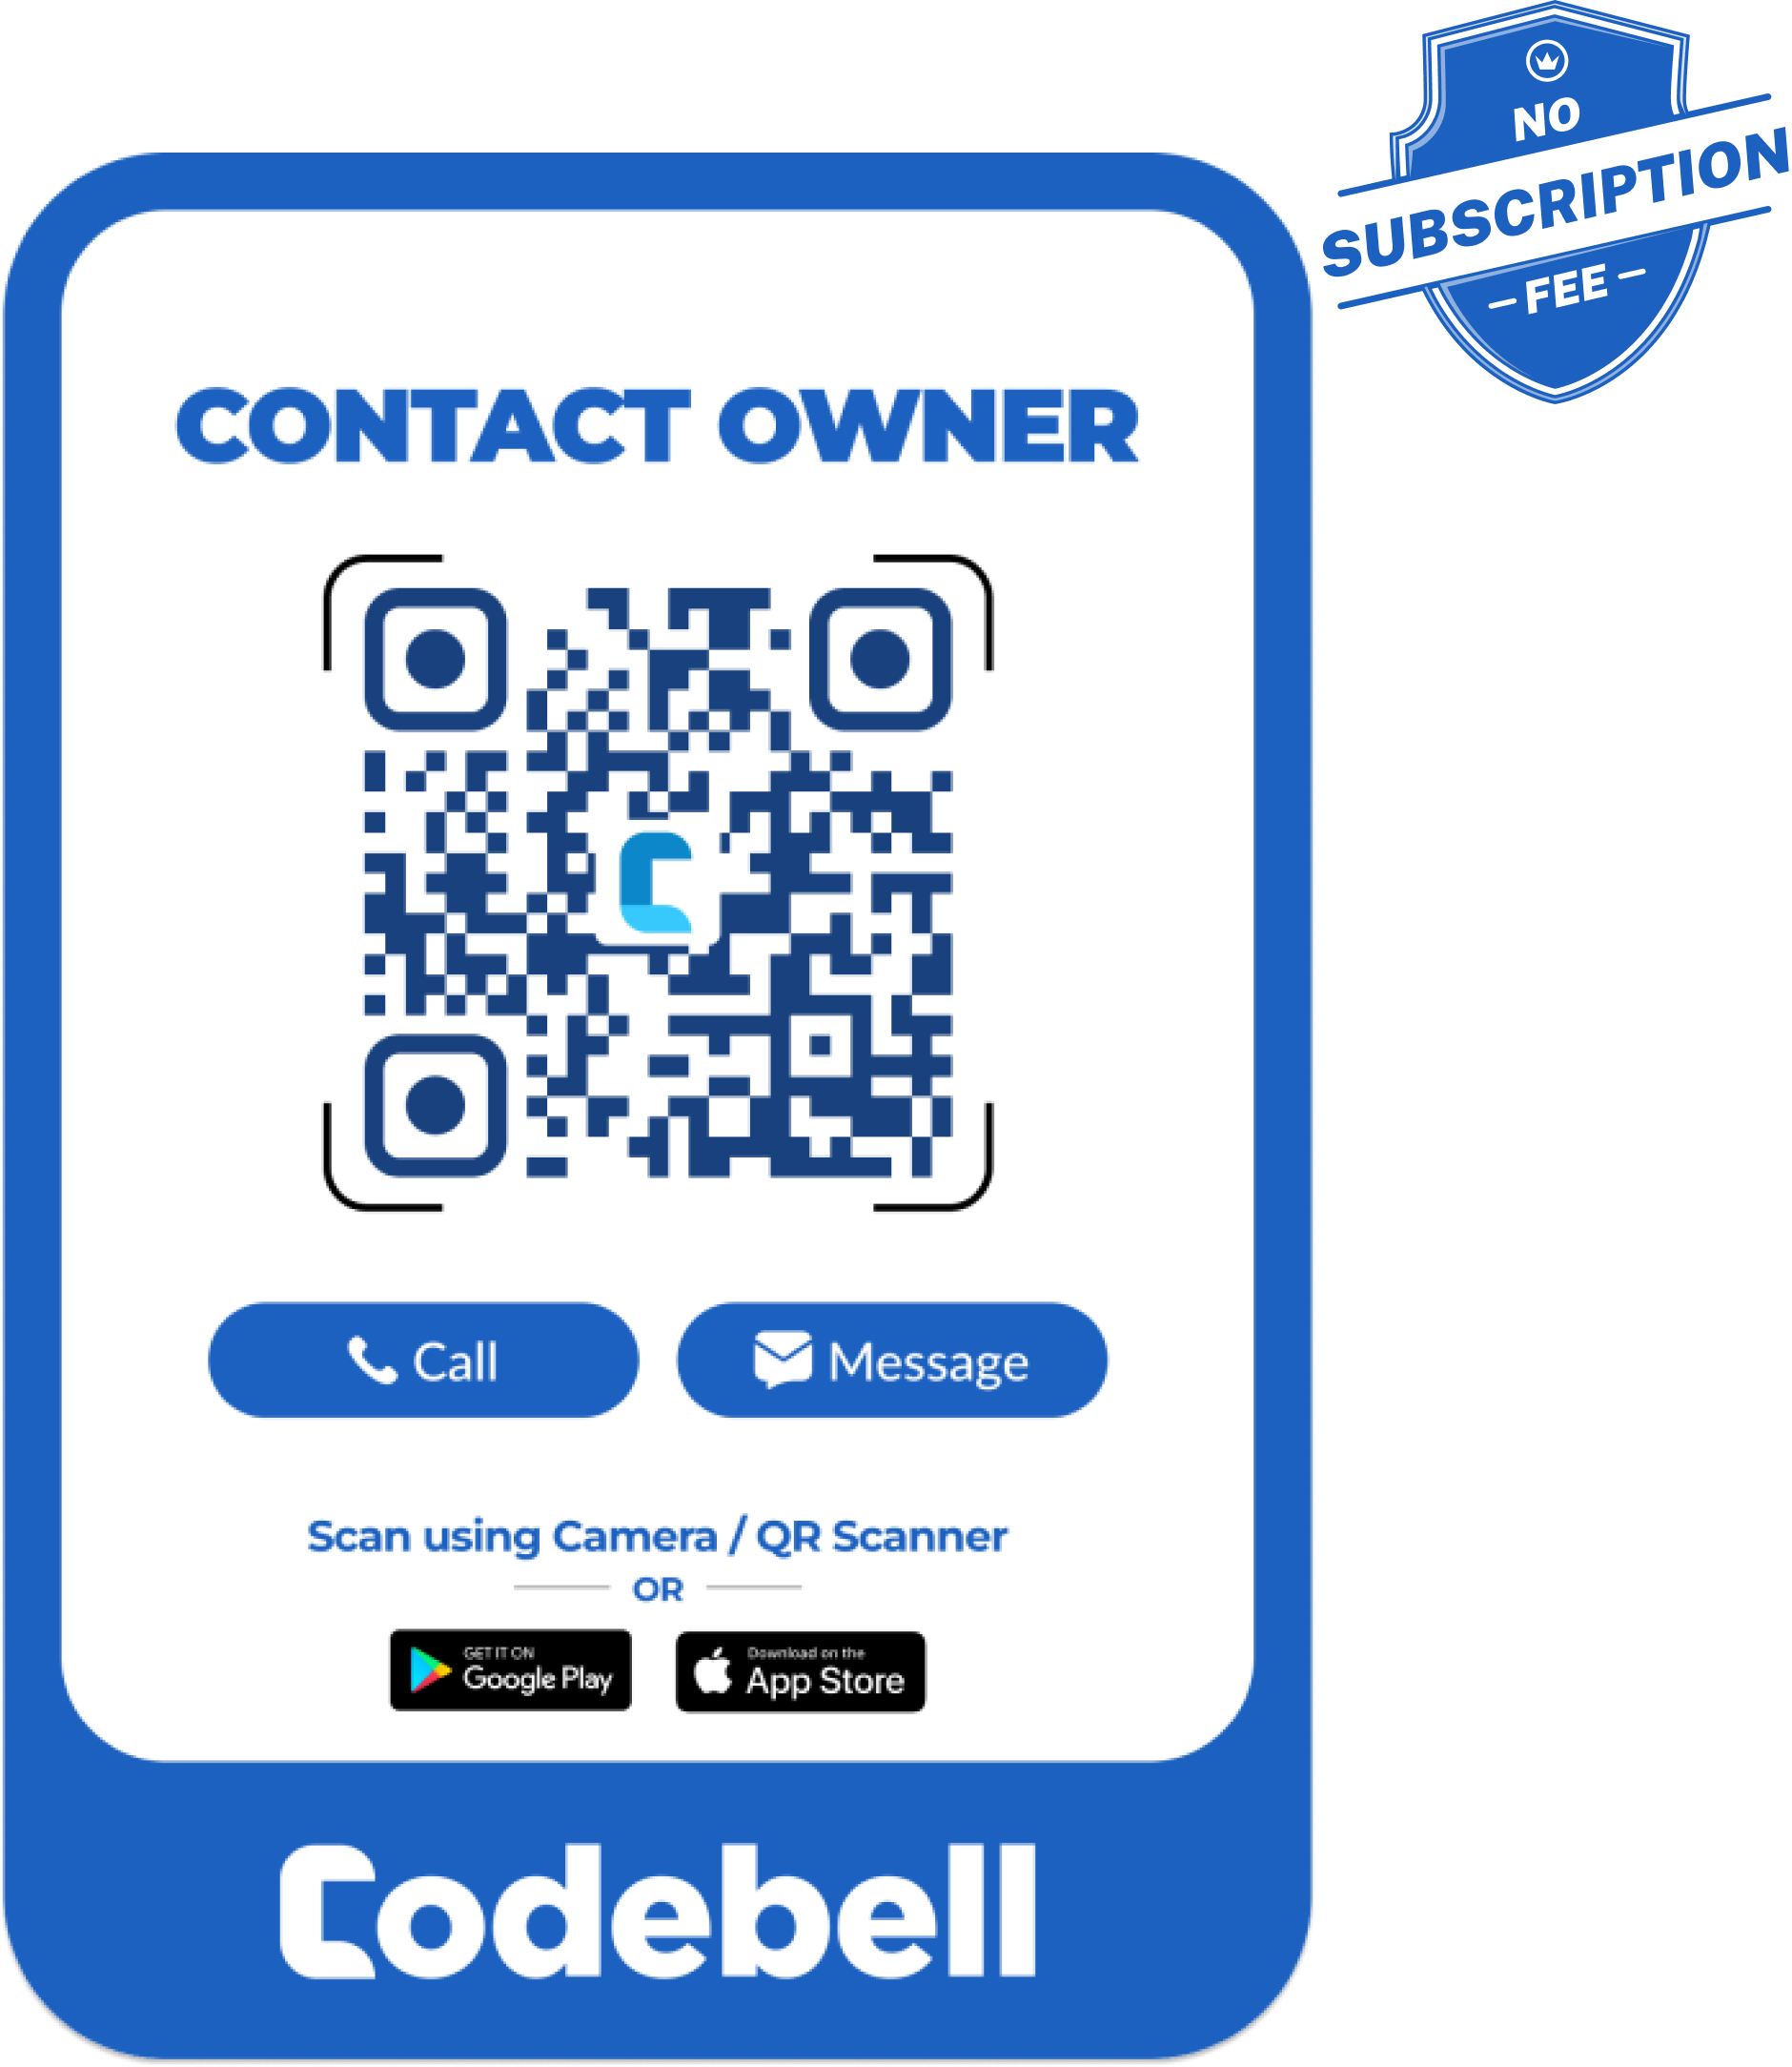 NO
SUBSCRIPTION
FEE
CONTACT OWNER
Call
Message
Scan using Camera / QR Scanner
OR
GET IT ON
Google Play
Download on the
App Store
Codebell